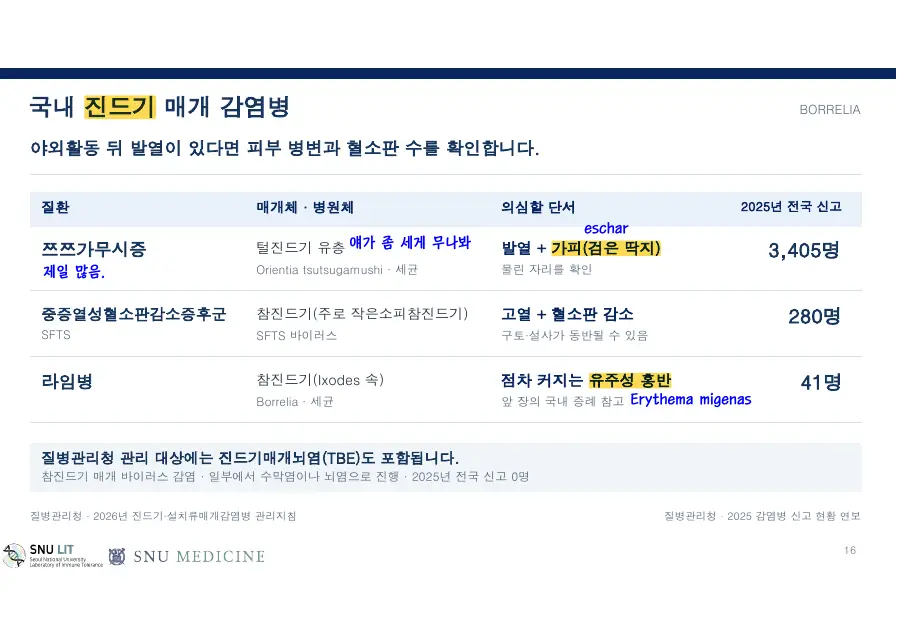 국내 진드기 매개 감염병
BORRELIA
야외활동 뒤 발열이 있다면 피부 병변과 혈소판 수를 확인합니다.
질환 매개체 · 병원체 의심할 단서 2025년 전국 신고
eschar
쯔쯔가무시증 털진드기 유충 얘가 좀 세게 무나봐 발열 + 가피(검은 딱지) 3,405명
제일 많음. Orientia tsutsugamushi · 세균 물린 자리를 확인
중증열성혈소판감소증후군 참진드기(주로 작은소피참진드기) 고열 + 혈소판 감소 280명
SFTS SFTS 바이러스 구토·설사가 동반될 수 있음
라임병 참진드기(Ixodes 속) 점차 커지는 유주성 홍반 41명
Borrelia · 세균 앞 장의 국내 증례 참고 Erythema migenas
질병관리청 관리 대상에는 진드기매개뇌염(TBE)도 포함됩니다.
참진드기 매개 바이러스 감염 · 일부에서 수막염이나 뇌염으로 진행 · 2025년 전국 신고 0명
질병관리청 · 2026년 진드기·설치류매개감염병 관리지침 질병관리청 · 2025 감염병 신고 현황 연보
SNU LIT
Seoul National University
Laboratory of Immune Tolerance
SNU MEDICINE
16